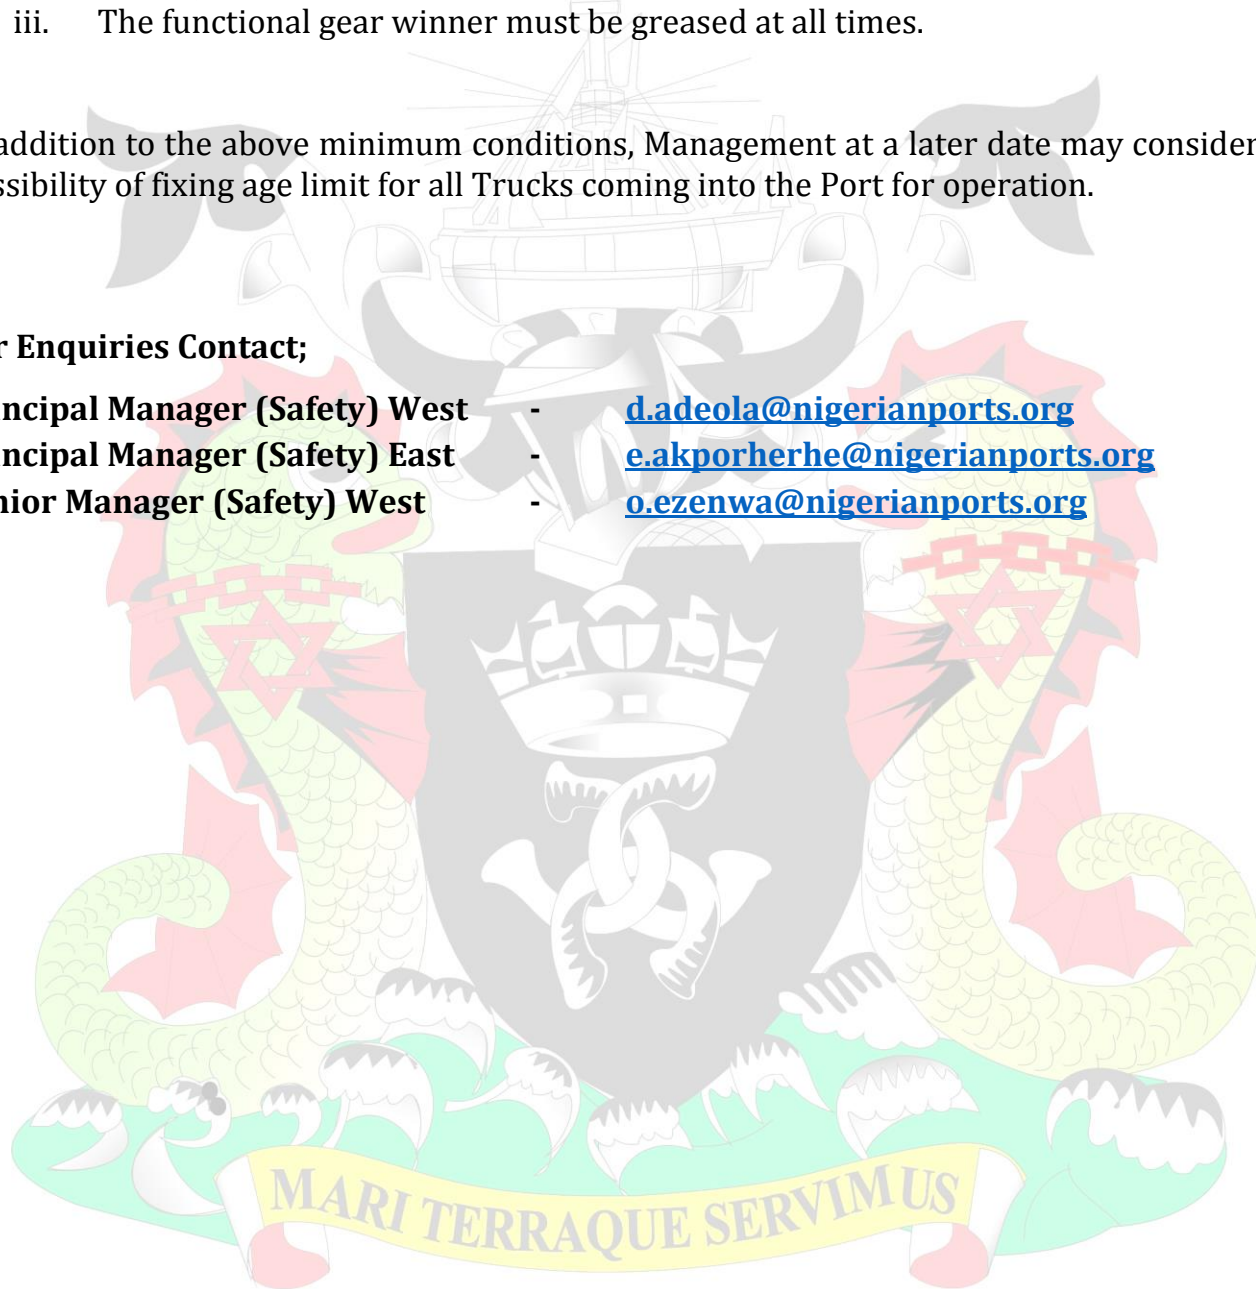 iii. The functional gear winner must be greased at all times.
addition to the above minimum conditions, Management at a later date may consider
ssibility of fixing age limit for all Trucks coming into the Port for operation.
r Enquiries Contact;
ncipal Manager (Safety) West - d.adeola@nigerianports.org
ncipal Manager (Safety) East - e.akporherhe@nigerianports.org
nior Manager (Safety) West - o.ezenwa@nigerianports.org
MARI TERRAQUE SERVIMUS